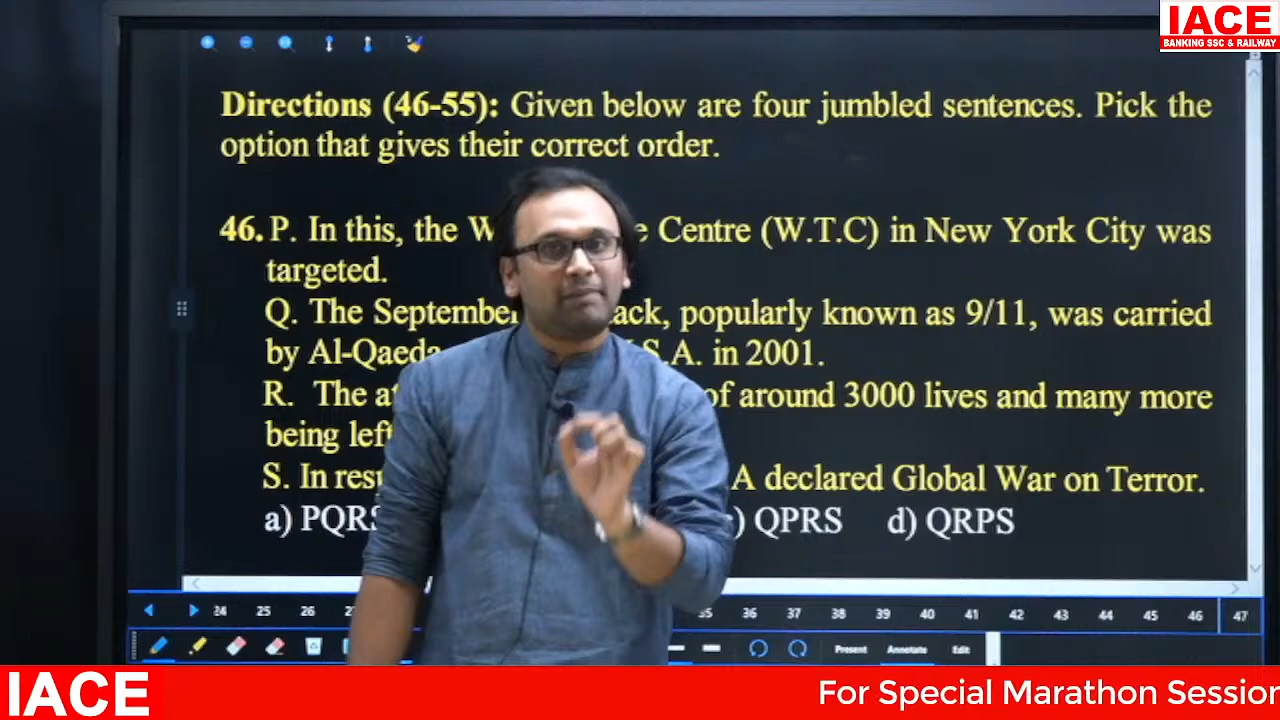 IACE
BANKING SSC & RAILWAY
Directions (46-55): Given below are four jumbled sentences. Pick the
option that gives their correct order.
46. P. In this, the Centre (W.T.C) in New York City was
targeted.
Q. The September popularly known as 9/11, was carried
by Al-Qaeda in 2001.
R. The of around 3000 lives and many more
being left
S. In declared Global War on Terror.
a) PQRS QPRS d) QRPS
24 25 26 35 36 37 38 39 40 41 42 43 44 45 46 47
Present Annotate Edit
IACE
For Special Marathon